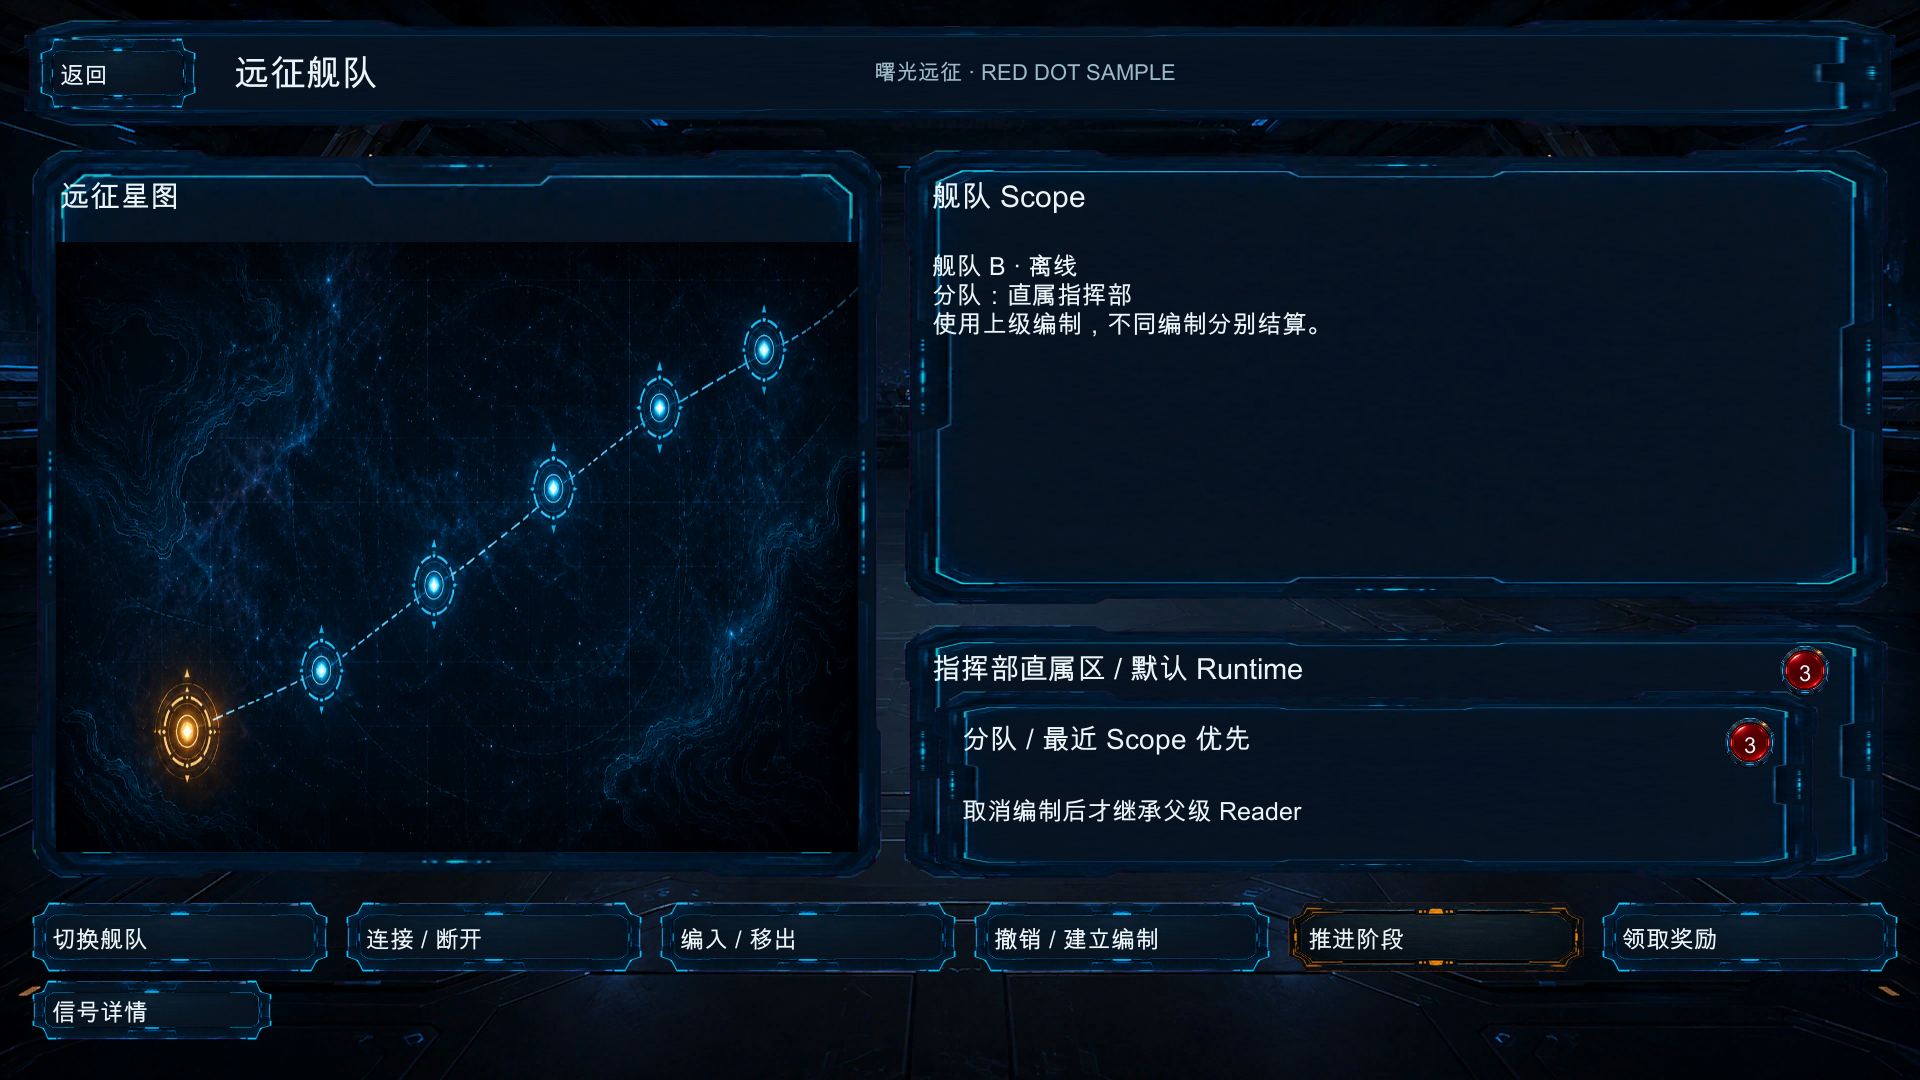 返回
远征舰队
曙光远征 · RED DOT SAMPLE
远征星图
舰队 Scope
舰队 B · 离线
分队：直属指挥部
使用上级编制，不同编制分别结算。
指挥部直属区 / 默认 Runtime
3
分队 / 最近 Scope 优先
3
取消编制后才继承父级 Reader
切换舰队
连接 / 断开
编入 / 移出
撤销 / 建立编制
推进阶段
领取奖励
信号详情